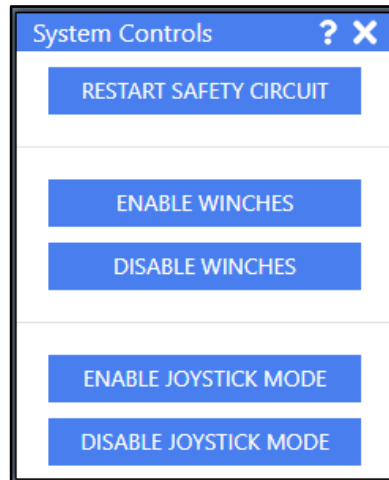 System Controls ? X
RESTART SAFETY CIRCUIT
ENABLE WINCHES
DISABLE WINCHES
ENABLE JOYSTICK MODE
DISABLE JOYSTICK MODE